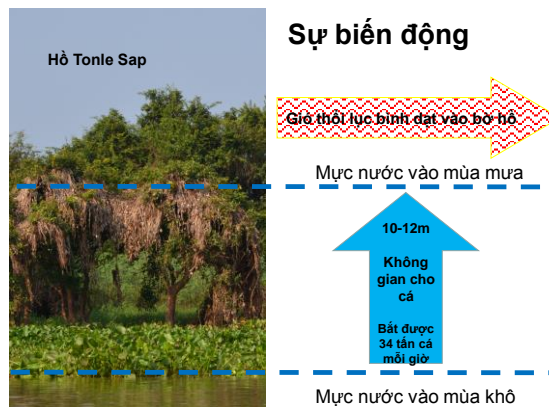 Sự biến động
Hồ Tonle Sap
Gió thổi lục bình dạt vào bờ hồ
Mực nước vào mùa mưa
10-12m
Không
gian cho
cá
Bắt được
34 tấn cá
mỗi giờ
Mực nước vào mùa khô